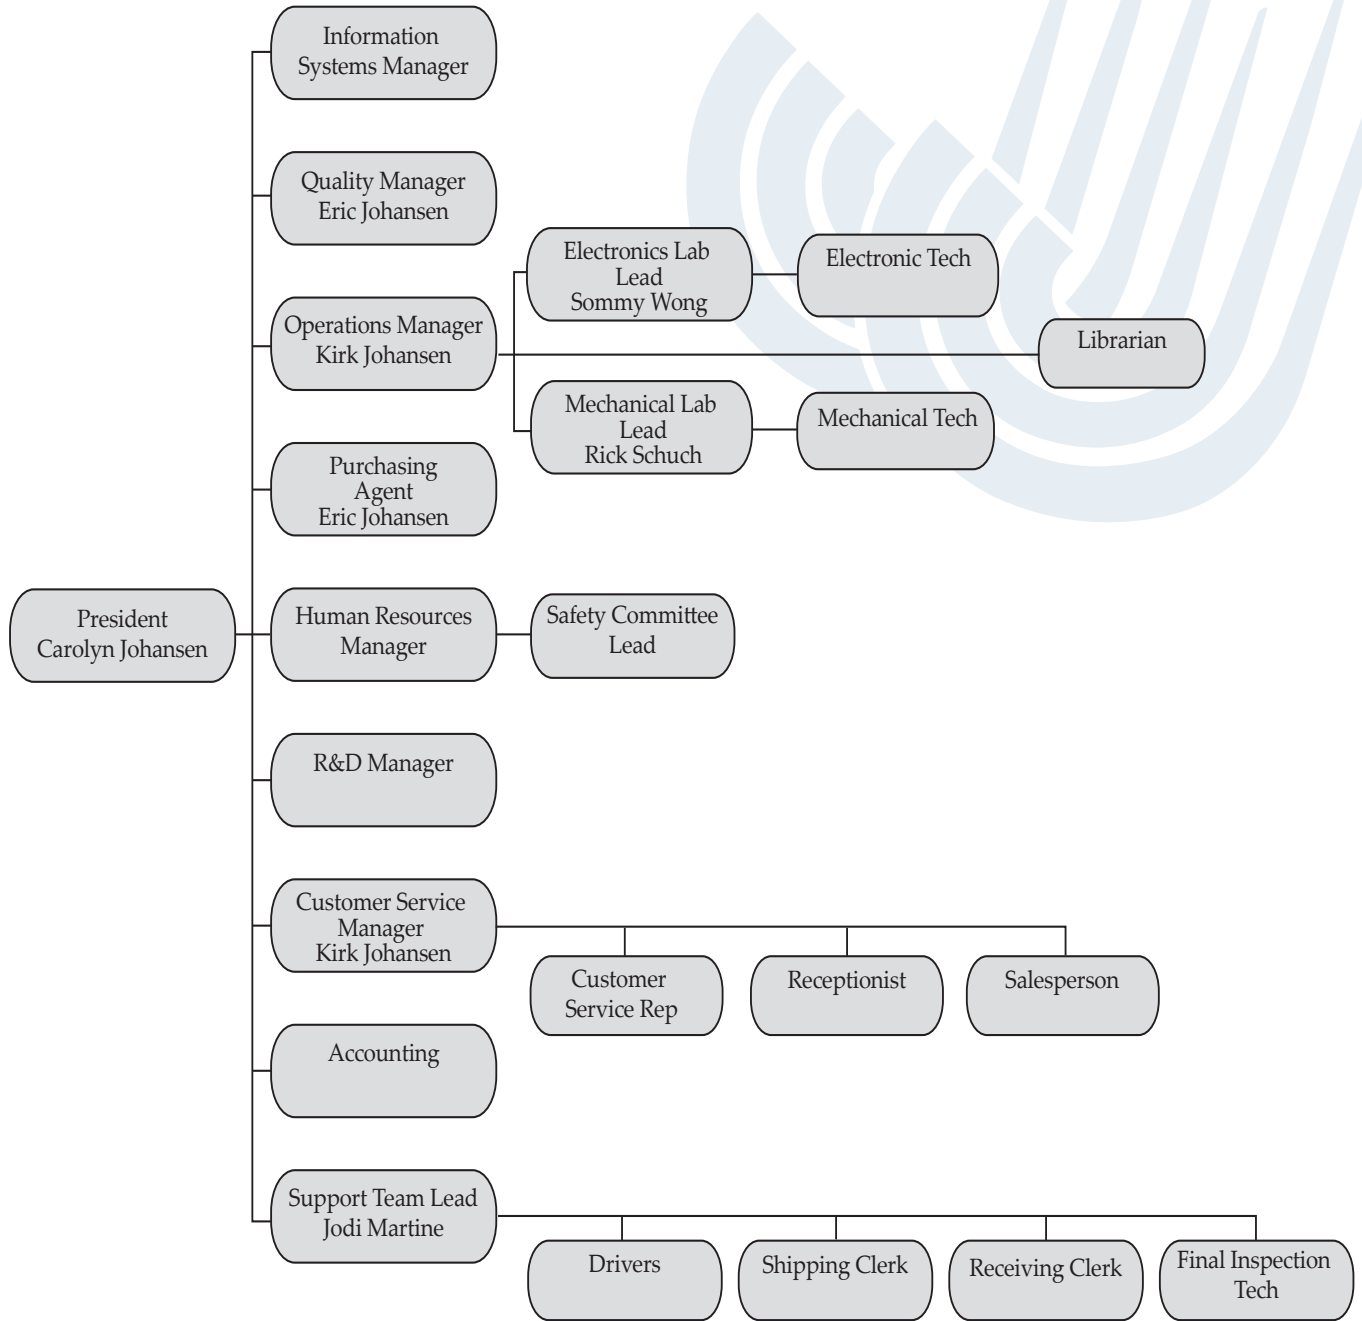 Information
Systems Manager
Quality Manager
Eric Johansen
Electronics Lab
Lead
Sommy Wong
Electronic Tech
Operations Manager
Kirk Johansen
Librarian
Mechanical Lab
Lead
Rick Schuch
Mechanical Tech
Purchasing
Agent
Eric Johansen
President
Carolyn Johansen
Human Resources
Manager
Safety Committee
Lead
R&D Manager
Customer Service
Manager
Kirk Johansen
Customer
Service Rep
Receptionist
Salesperson
Accounting
Support Team Lead
Jodi Martine
Drivers
Shipping Clerk
Receiving Clerk
Final Inspection
Tech